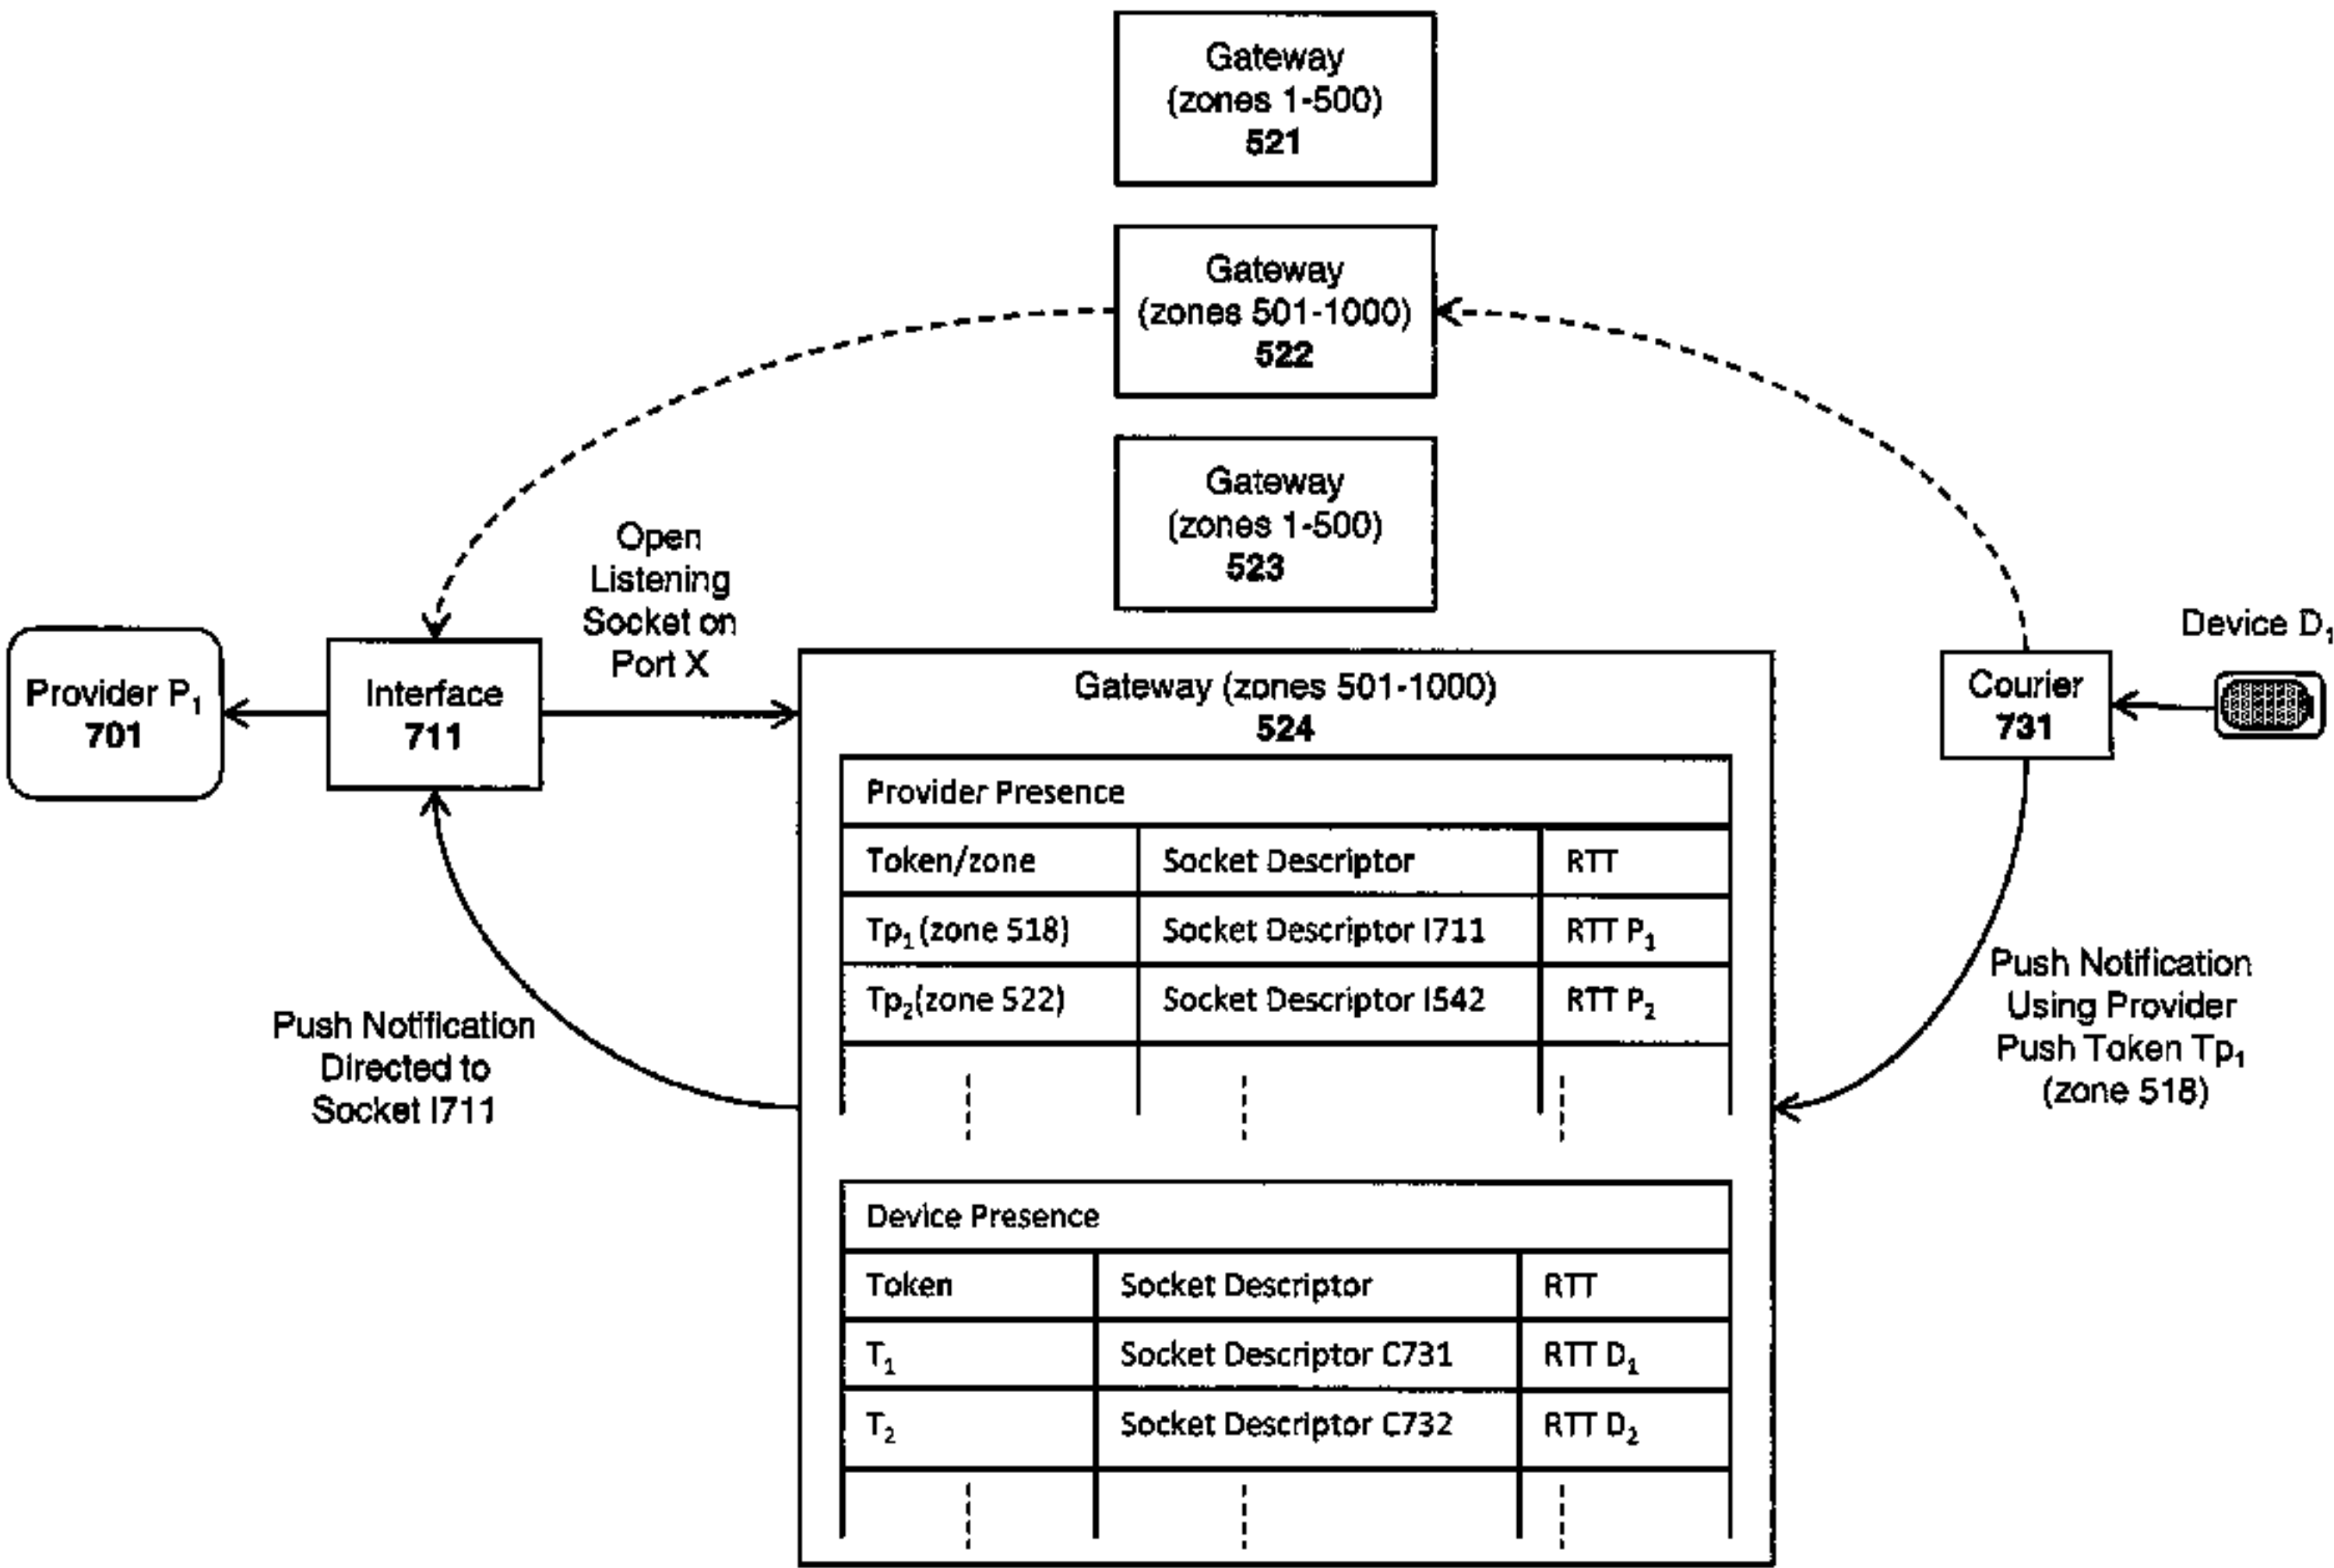 Gateway
(zones 1-500)
521
Gateway
(zones 501-1000)
522
Gateway
(zones 1-500)
523
Open
Listening
Socket on
Port X
Provider P₁
701
Interface
711
Gateway (zones 501-1000)
524
Courier
731
Device D₁
Provider Presence
Token/zone Socket Descriptor RTT
Tp₁ (zone 518) Socket Descriptor I711 RTT P₁
Tp₂(zone 522) Socket Descriptor I542 RTT P₂
Push Notification
Directed to
Socket I711
Push Notification
Using Provider
Push Token Tp₁
(zone 518)
Device Presence
Token Socket Descriptor RTT
T₁ Socket Descriptor C731 RTT D₁
T₂ Socket Descriptor C732 RTT D₂